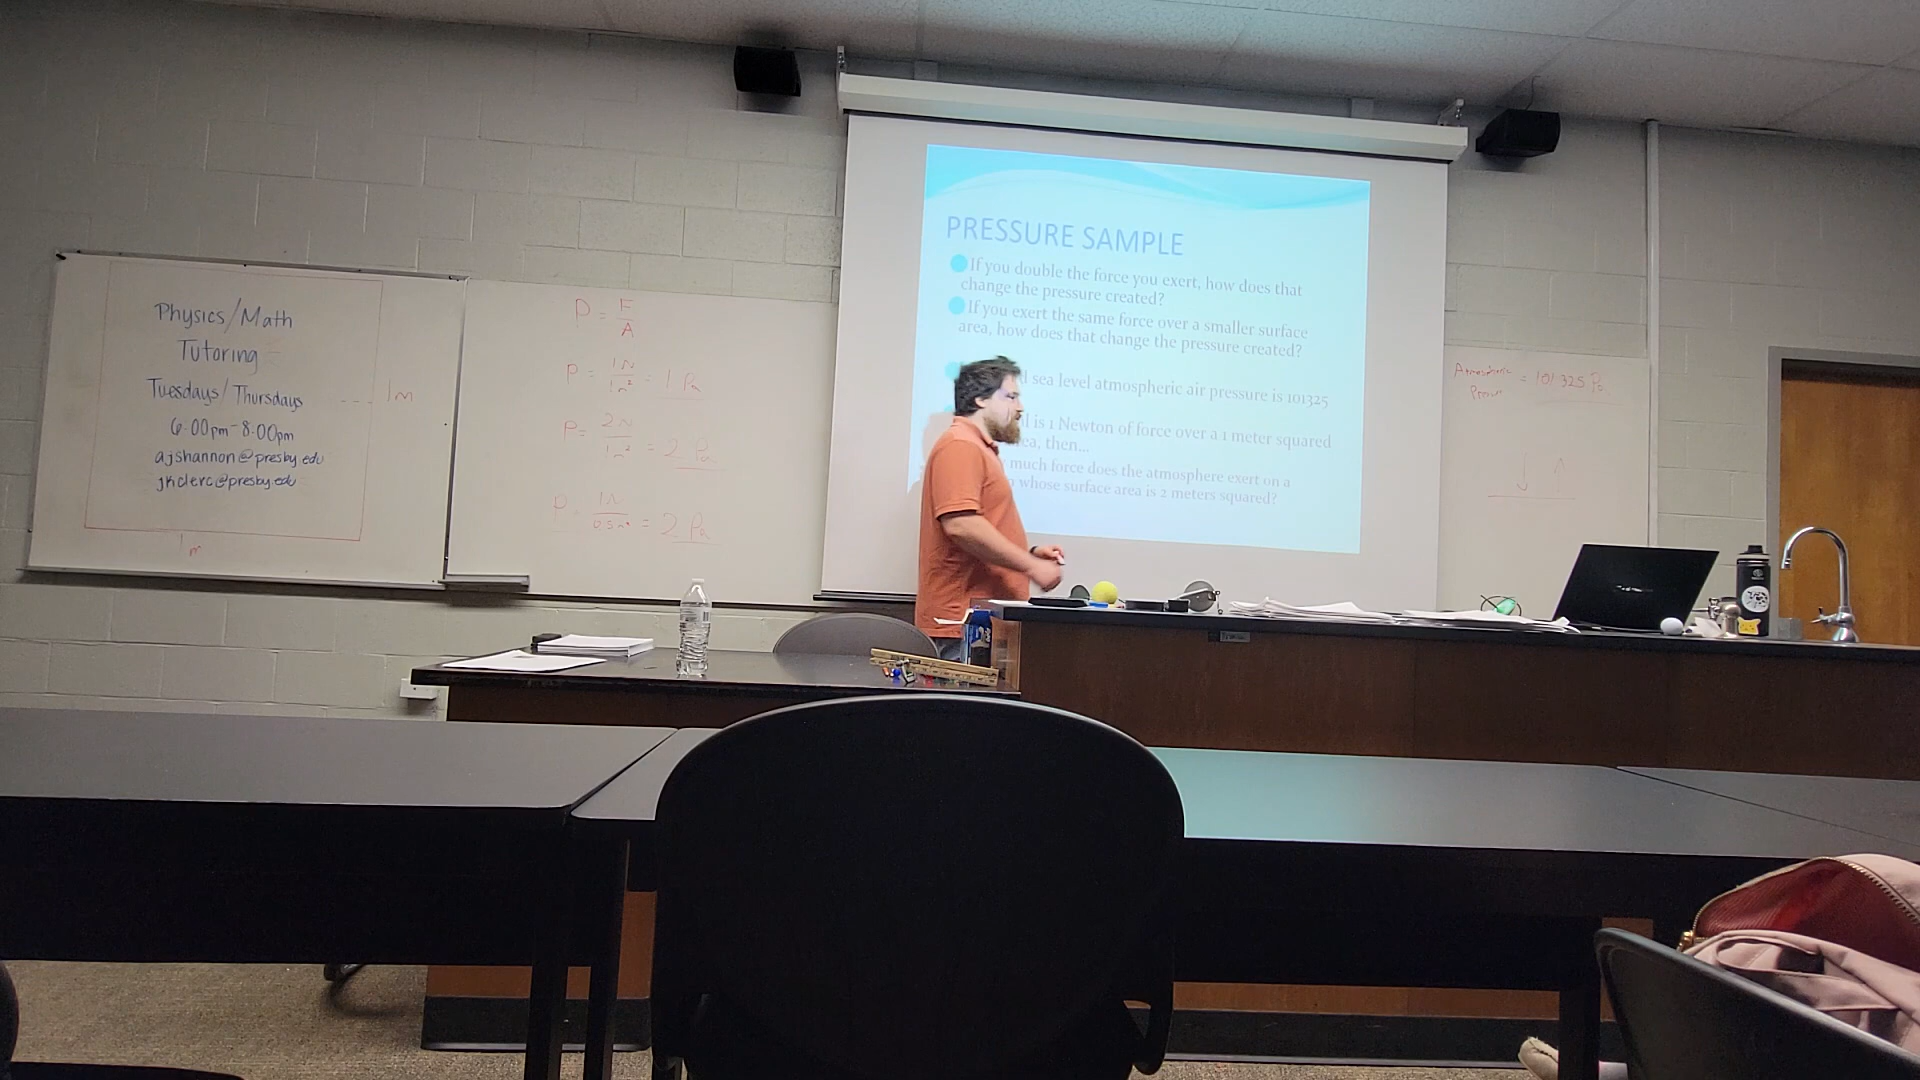 Physics/Math
Tutoring
Tuesdays/Thursdays
6:00pm-8:00pm
ajshannon@presby.edu
jkclerc@presby.edu
1m
1m
P = F/A
P = 1N/1m² = 1 Pa
P = 2N/1m² = 2 Pa
P = 1N/0.5m² = 2 Pa
PRESSURE SAMPLE
If you double the force you exert, how does that
change the pressure created?
If you exert the same force over a smaller surface
area, how does that change the pressure created?
sea level atmospheric air pressure is 101325
is 1 Newton of force over a 1 meter squared
then...
much force does the atmosphere exert on a
whose surface area is 2 meters squared?
Atmospheric = 101325 Pa